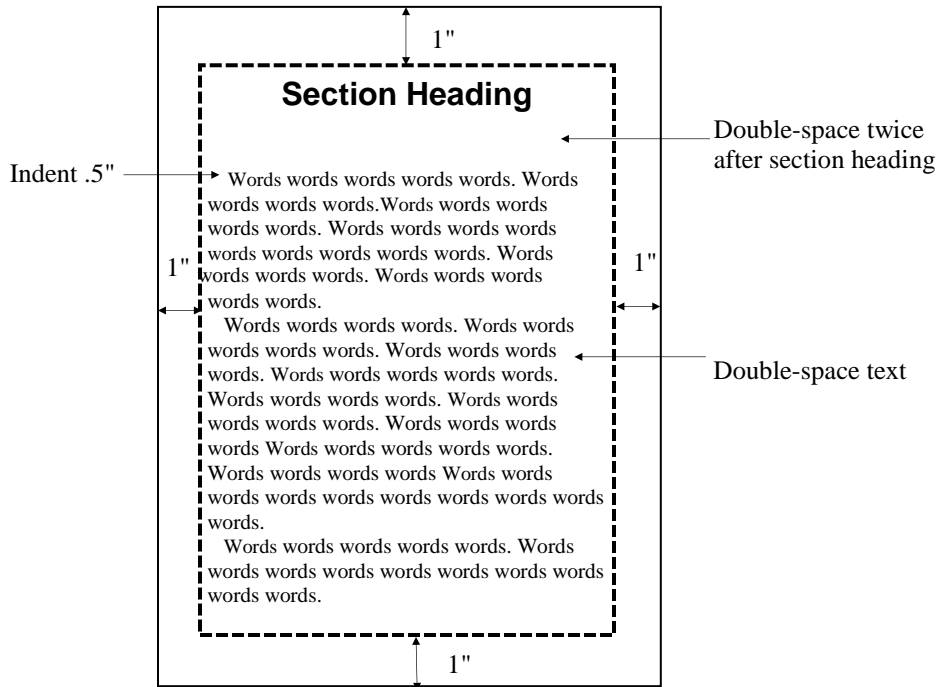 1"
Section Heading
Double-space twice
after section heading
Indent .5"
Words words words words words. Words
words words words.Words words words
words words. Words words words words
words words words words words. Words
words words words. Words words words
words words.
1"
1"
Words words words words. Words words
words words words. Words words words
words. Words words words words words.
Words words words words. Words words
words words words. Words words words
words Words words words words words.
Words words words words Words words
words words words words words words words
words.
Double-space text
Words words words words words. Words
words words words words words words words
words words.
1"